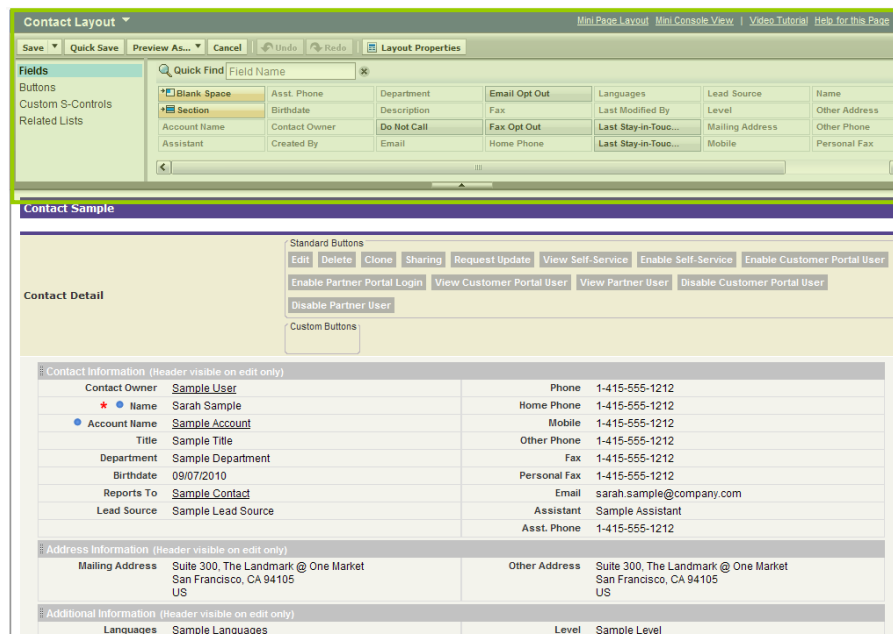 Contact Layout
Mini Page Layout Mini Console View | Video Tutorial Help for this Page
Save Quick Save Preview As... Cancel Undo Redo Layout Properties
Fields
Buttons
Custom S-Controls
Related Lists
Quick Find Field Name
Blank Space Asst. Phone Department Email Opt Out Languages Lead Source Name
Section Birthdate Description Fax Last Modified By Level Other Address
Account Name Contact Owner Do Not Call Fax Opt Out Last Stay-in-Touc... Mailing Address Other Phone
Assistant Created By Email Home Phone Last Stay-in-Touc... Mobile Personal Fax
Contact Sample
Contact Detail
Standard Buttons
Edit Delete Clone Sharing Request Update View Self-Service Enable Self-Service Enable Customer Portal User
Enable Partner Portal Login View Customer Portal User View Partner User Disable Customer Portal User
Disable Partner User
Custom Buttons
Contact Information (Header visible on edit only)
Contact Owner Sample User Phone 1-415-555-1212
* Name Sarah Sample Home Phone 1-415-555-1212
Account Name Sample Account Mobile 1-415-555-1212
Title Sample Title Other Phone 1-415-555-1212
Department Sample Department Fax 1-415-555-1212
Birthdate 09/07/2010 Personal Fax 1-415-555-1212
Reports To Sample Contact Email sarah.sample@company.com
Lead Source Sample Lead Source Assistant Sample Assistant
Asst. Phone 1-415-555-1212
Address Information (Header visible on edit only)
Mailing Address Suite 300, The Landmark @ One Market Other Address Suite 300, The Landmark @ One Market
San Francisco, CA 94105 San Francisco, CA 94105
US US
Additional Information (Header visible on edit only)
Languages Sample Languages Level Sample Level